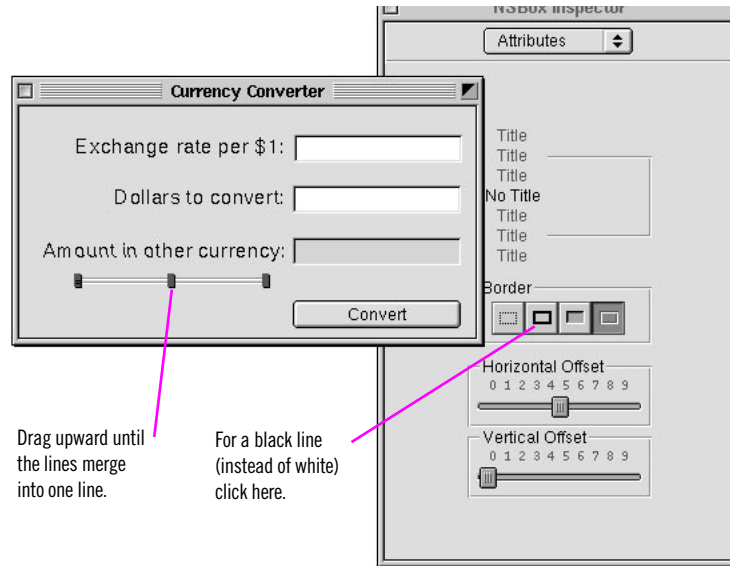 NSBox Inspector
Attributes
Currency Converter
Exchange rate per $1:
Dollars to convert:
Amount in other currency:
Convert
Title
Title
Title
No Title
Title
Title
Title
Border
Horizontal Offset
0 1 2 3 4 5 6 7 8 9
Vertical Offset
0 1 2 3 4 5 6 7 8 9
Drag upward until
the lines merge
into one line.
For a black line
(instead of white)
click here.